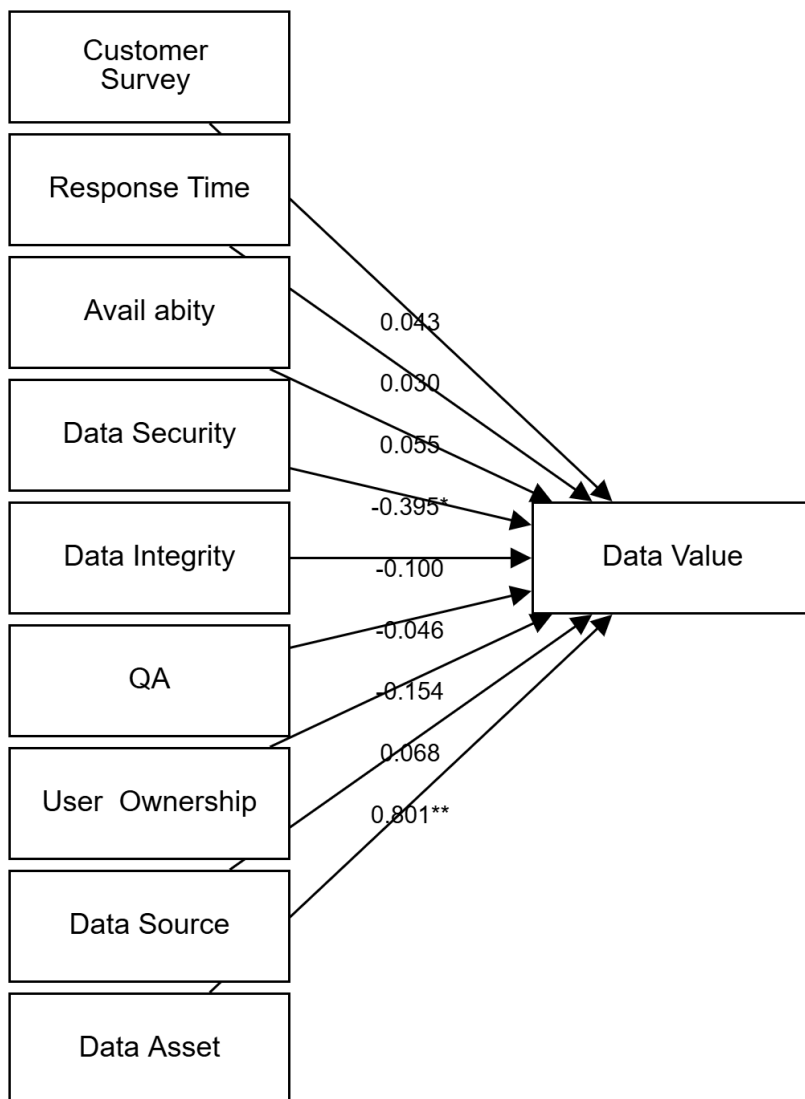 Customer
Survey
Response Time
Avail abity
Data Security
Data Integrity
QA
User  Ownership
Data Source
Data Asset
0.043
0.030
0.055
-0.395*
-0.100
-0.046
-0.154
0.068
0.801**
Data Value